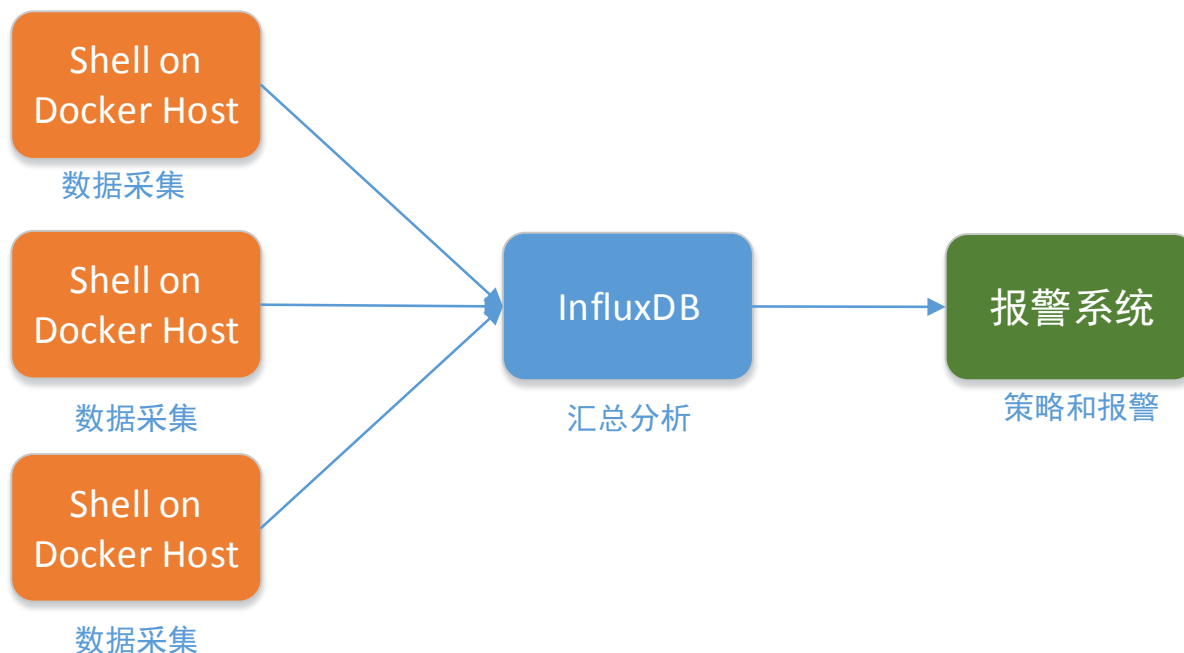 Shell on
Docker Host
数据采集
Shell on
Docker Host
数据采集
Shell on
Docker Host
数据采集
InfluxDB
汇总分析
报警系统
策略和报警